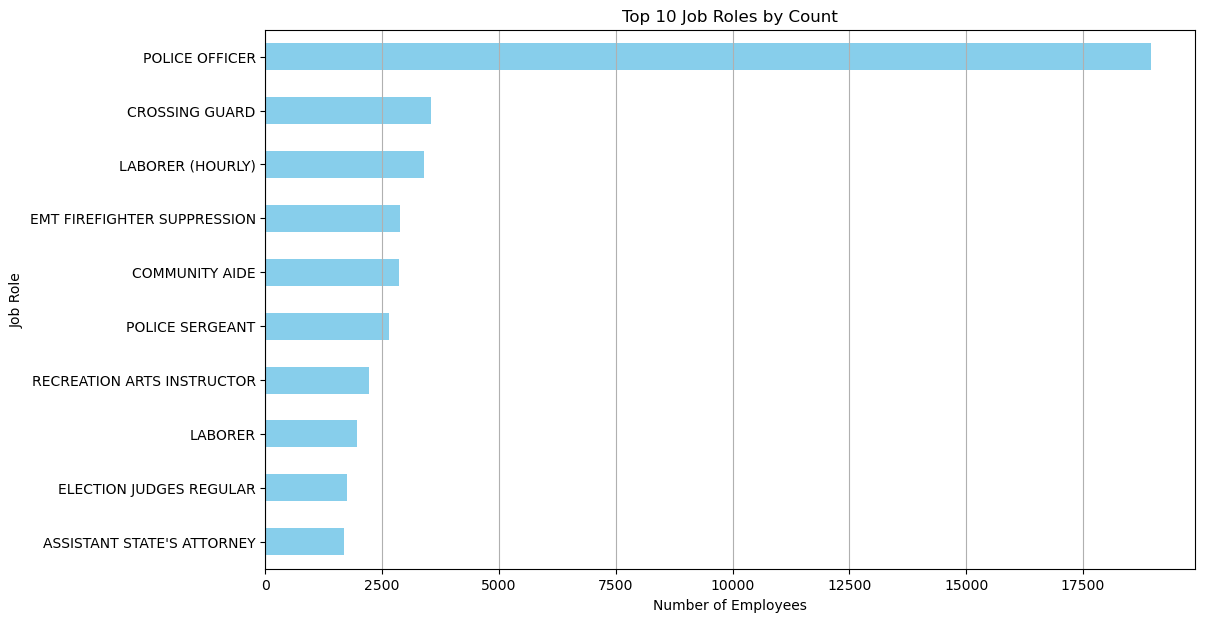 Top 10 Job Roles by Count
Job Role
POLICE OFFICER
CROSSING GUARD
LABORER (HOURLY)
EMT FIREFIGHTER SUPPRESSION
COMMUNITY AIDE
POLICE SERGEANT
RECREATION ARTS INSTRUCTOR
LABORER
ELECTION JUDGES REGULAR
ASSISTANT STATE'S ATTORNEY
0 2500 5000 7500 10000 12500 15000 17500
Number of Employees